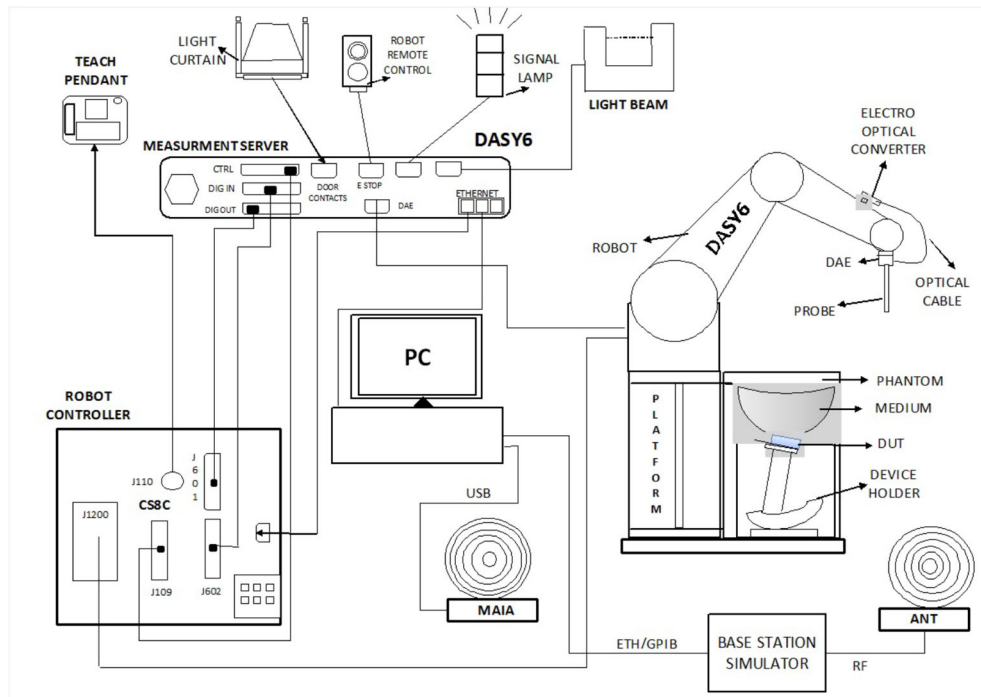 LIGHT
CURTAIN
ROBOT
REMOTE
CONTROL
SIGNAL
LAMP
LIGHT BEAM
TEACH
PENDANT
MEASURMENT SERVER
DASY6
CTRL
DIG IN
DIG OUT
DOOR
CONTACTS
E STOP
DAE
ETHERNET
ELECTRO
OPTICAL
CONVERTER
ROBOT
DASY6
DAE
OPTICAL
CABLE
PROBE
PC
PLATFORM
PHANTOM
MEDIUM
DUT
DEVICE
HOLDER
ROBOT
CONTROLLER
J110
J601
CS8C
J1200
J109
J602
USB
MAIA
ETH/GPIB
BASE STATION
SIMULATOR
RF
ANT